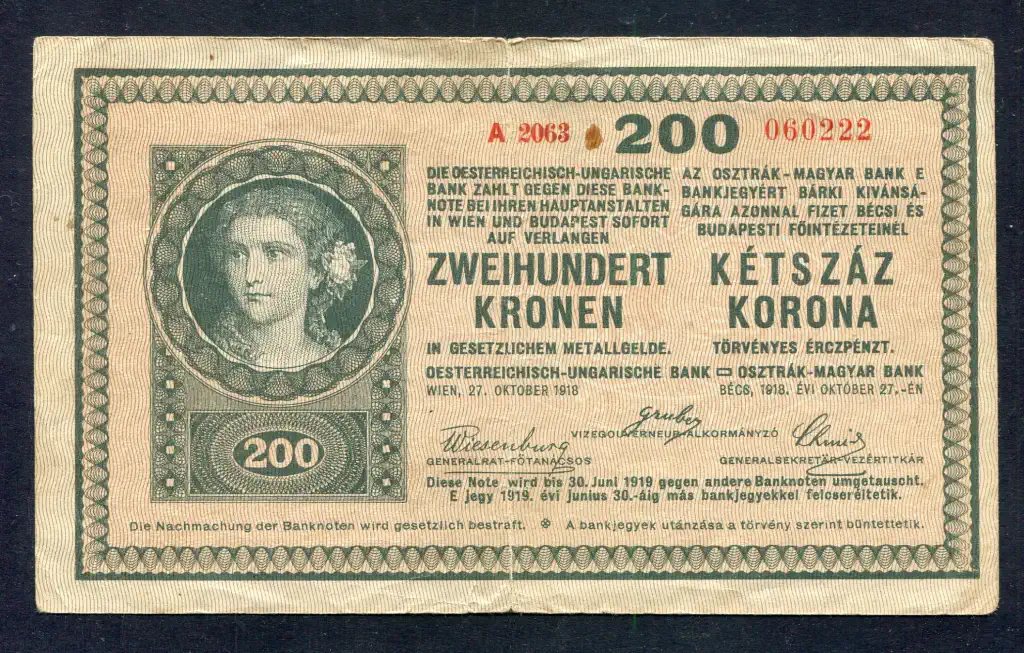 A 2063 200 060222
DIE OESTERREICHISCH-UNGARISCHE
BANK ZAHLT GEGEN DIESE BANK-
NOTE BEI IHREN HAUPTANSTALTEN
IN WIEN UND BUDAPEST SOFORT
AUF VERLANGEN
ZWEIHUNDERT
KRONEN
IN GESETZLICHEM METALLGELDE.
OESTERREICHISCH-UNGARISCHE BANK
WIEN, 27. OKTOBER 1918
AZ OSZTRÁK-MAGYAR BANK E
BANKJEGYÉRT BÁRKI KIVÁNSÁ-
GÁRA AZONNAL FIZET BÉCSI ÉS
BUDAPESTI FŐINTÉZETEINÉL
KÉTSZÁZ
KORONA
TÖRVÉNYES ÉRCZPÉNZT.
OSZTRÁK-MAGYAR BANK
BÉCS, 1918. ÉVI OKTÓBER 27.-ÉN
Gruber
VIZEGOUVERNEUR-ALKORMÁNYZÓ
Wiesenburg
GENERALRAT-FŐTANÁCSOS
Schmid
GENERALSEKRETÄR-VEZÉRTITKÁR
200
Diese Note wird bis 30. Juni 1919 gegen andere Banknoten umgetauscht.
E jegy 1919. évi junius 30.-áig más bankjegyekkel felcseréltetik.
Die Nachmachung der Banknoten wird gesetzlich bestraft. A bankjegyek utánzása a törvény szerint büntettetik.